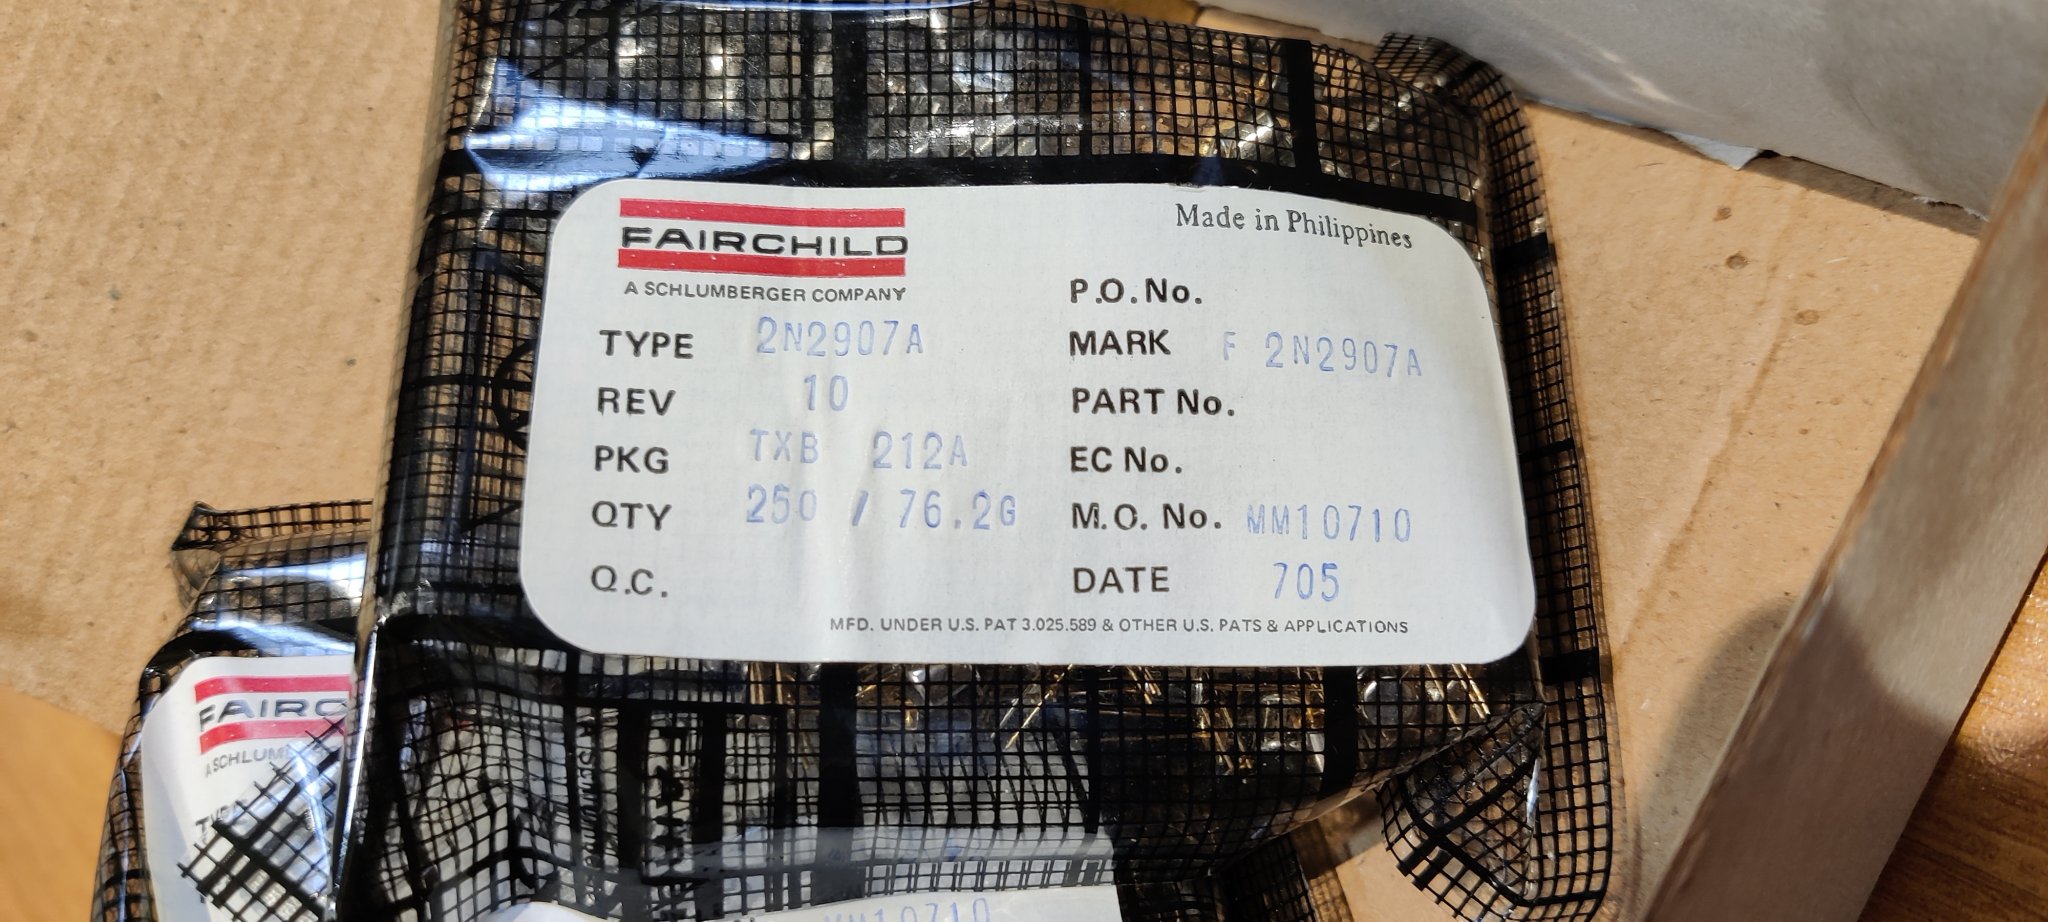 Made in Philippines
FAIRCHILD
A SCHLUMBERGER COMPANY
P.O. No.
TYPE 2N2907A
MARK F 2N2907A
REV 10
PART No.
PKG TXB 212A
EC No.
QTY 250 / 76.2G
M.O. No. MM10710
Q.C.
DATE 705
MFD. UNDER U.S. PAT 3.025.589 & OTHER U.S. PATS & APPLICATIONS
FAIRC
A SCHLUM
MM10710